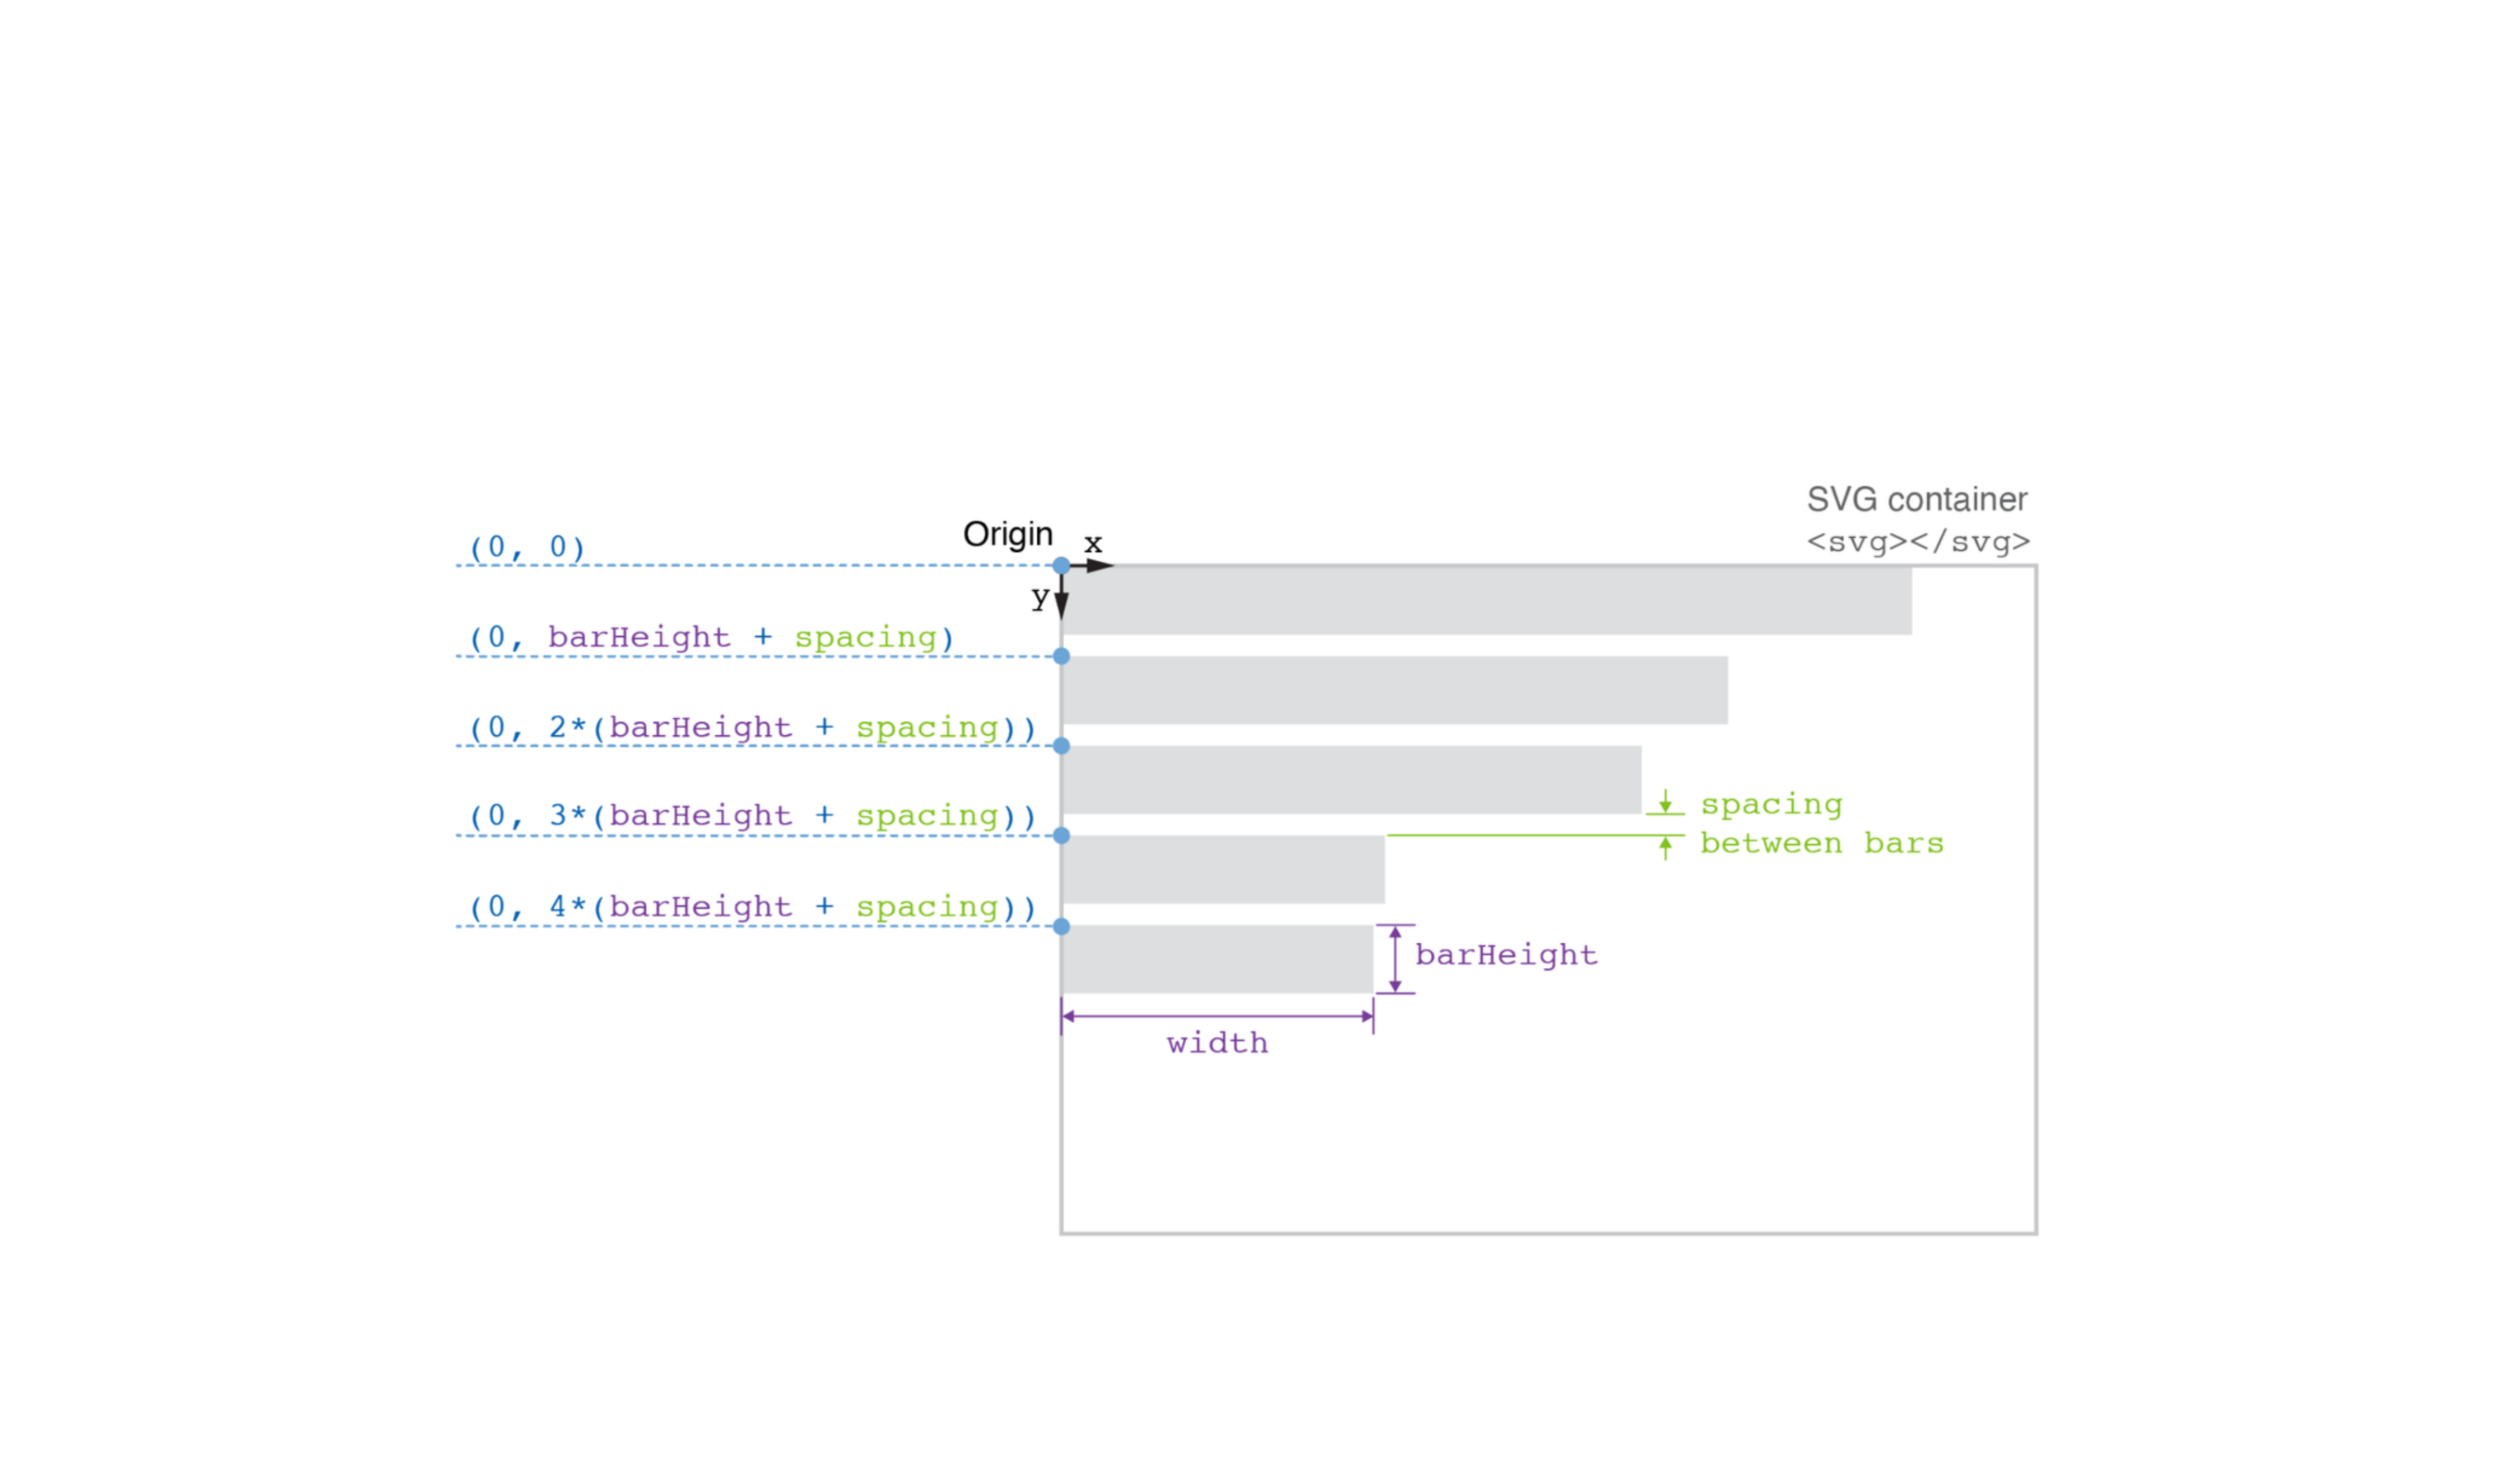 SVG container
<svg></svg>
Origin
x
(0, 0)
y
(0, barHeight + spacing)
(0, 2*(barHeight + spacing))
(0, 3*(barHeight + spacing))
spacing
between bars
(0, 4*(barHeight + spacing))
barHeight
width